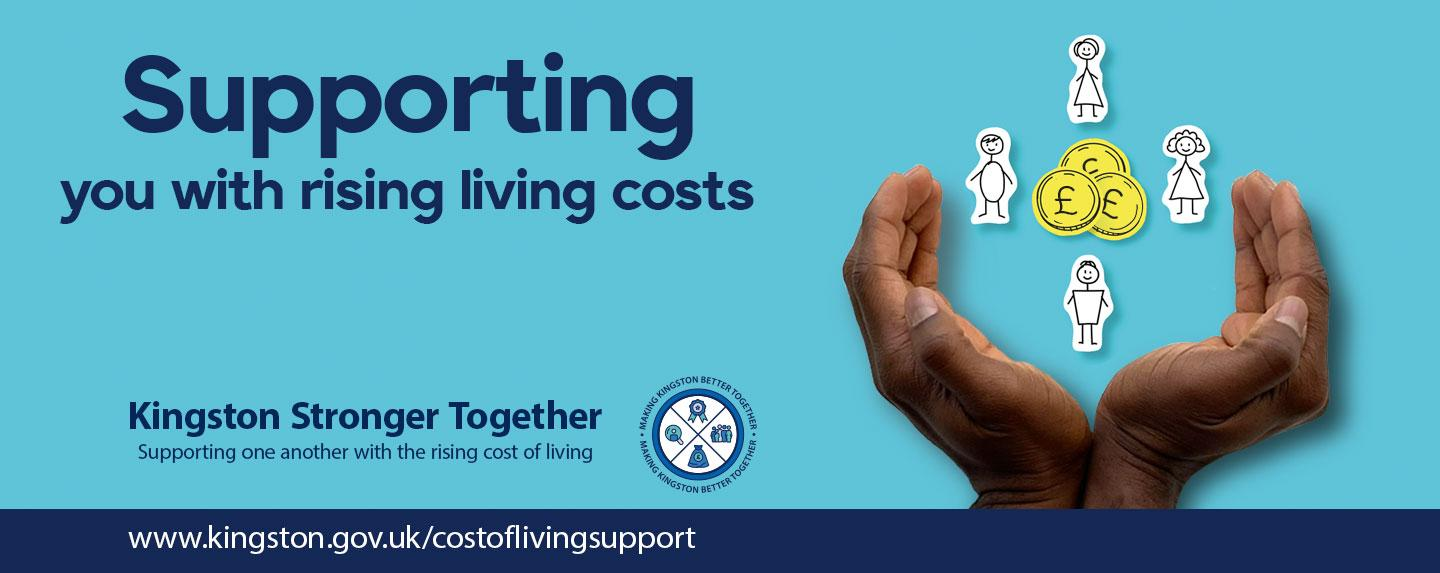 Supporting
you with rising living costs
£ £
Kingston Stronger Together
Supporting one another with the rising cost of living
• MAKING KINGSTON BETTER TOGETHER •
MAKING KINGSTON BETTER TOGETHER
www.kingston.gov.uk/costoflivingsupport